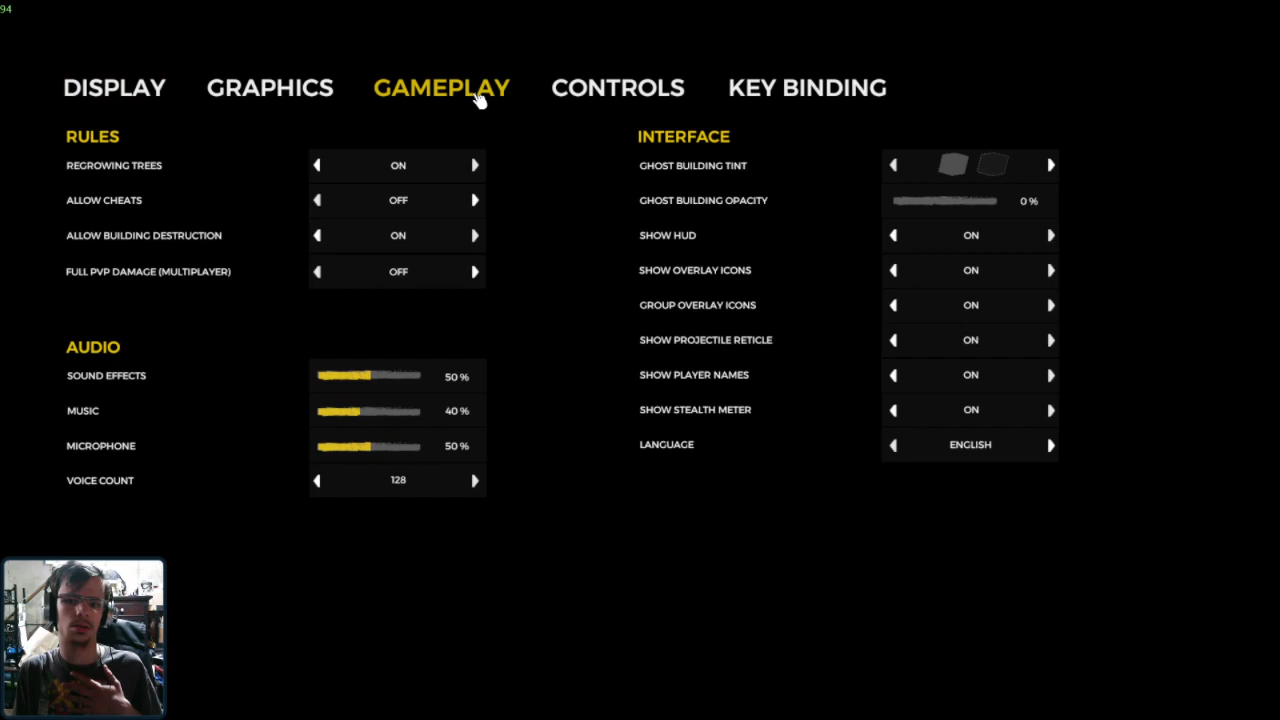 94
DISPLAY GRAPHICS GAMEPLAY CONTROLS KEY BINDING
RULES
REGROWING TREES ON
ALLOW CHEATS OFF
ALLOW BUILDING DESTRUCTION ON
FULL PVP DAMAGE (MULTIPLAYER) OFF
AUDIO
SOUND EFFECTS 50 %
MUSIC 40 %
MICROPHONE 50 %
VOICE COUNT 128
INTERFACE
GHOST BUILDING TINT
GHOST BUILDING OPACITY 0 %
SHOW HUD ON
SHOW OVERLAY ICONS ON
GROUP OVERLAY ICONS ON
SHOW PROJECTILE RETICLE ON
SHOW PLAYER NAMES ON
SHOW STEALTH METER ON
LANGUAGE ENGLISH